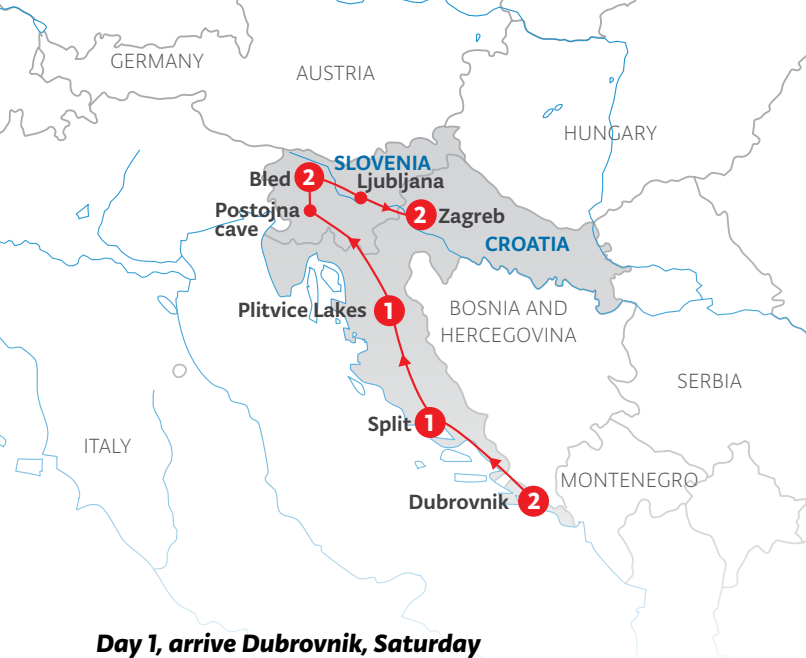 GERMANY
AUSTRIA
HUNGARY
SLOVENIA
Bled 2
Ljubljana
Postojna
cave
2 Zagreb
CROATIA
Plitvice Lakes 1
BOSNIA AND
HERCEGOVINA
SERBIA
Split 1
ITALY
MONTENEGRO
Dubrovnik 2
Day 1, arrive Dubrovnik, Saturday